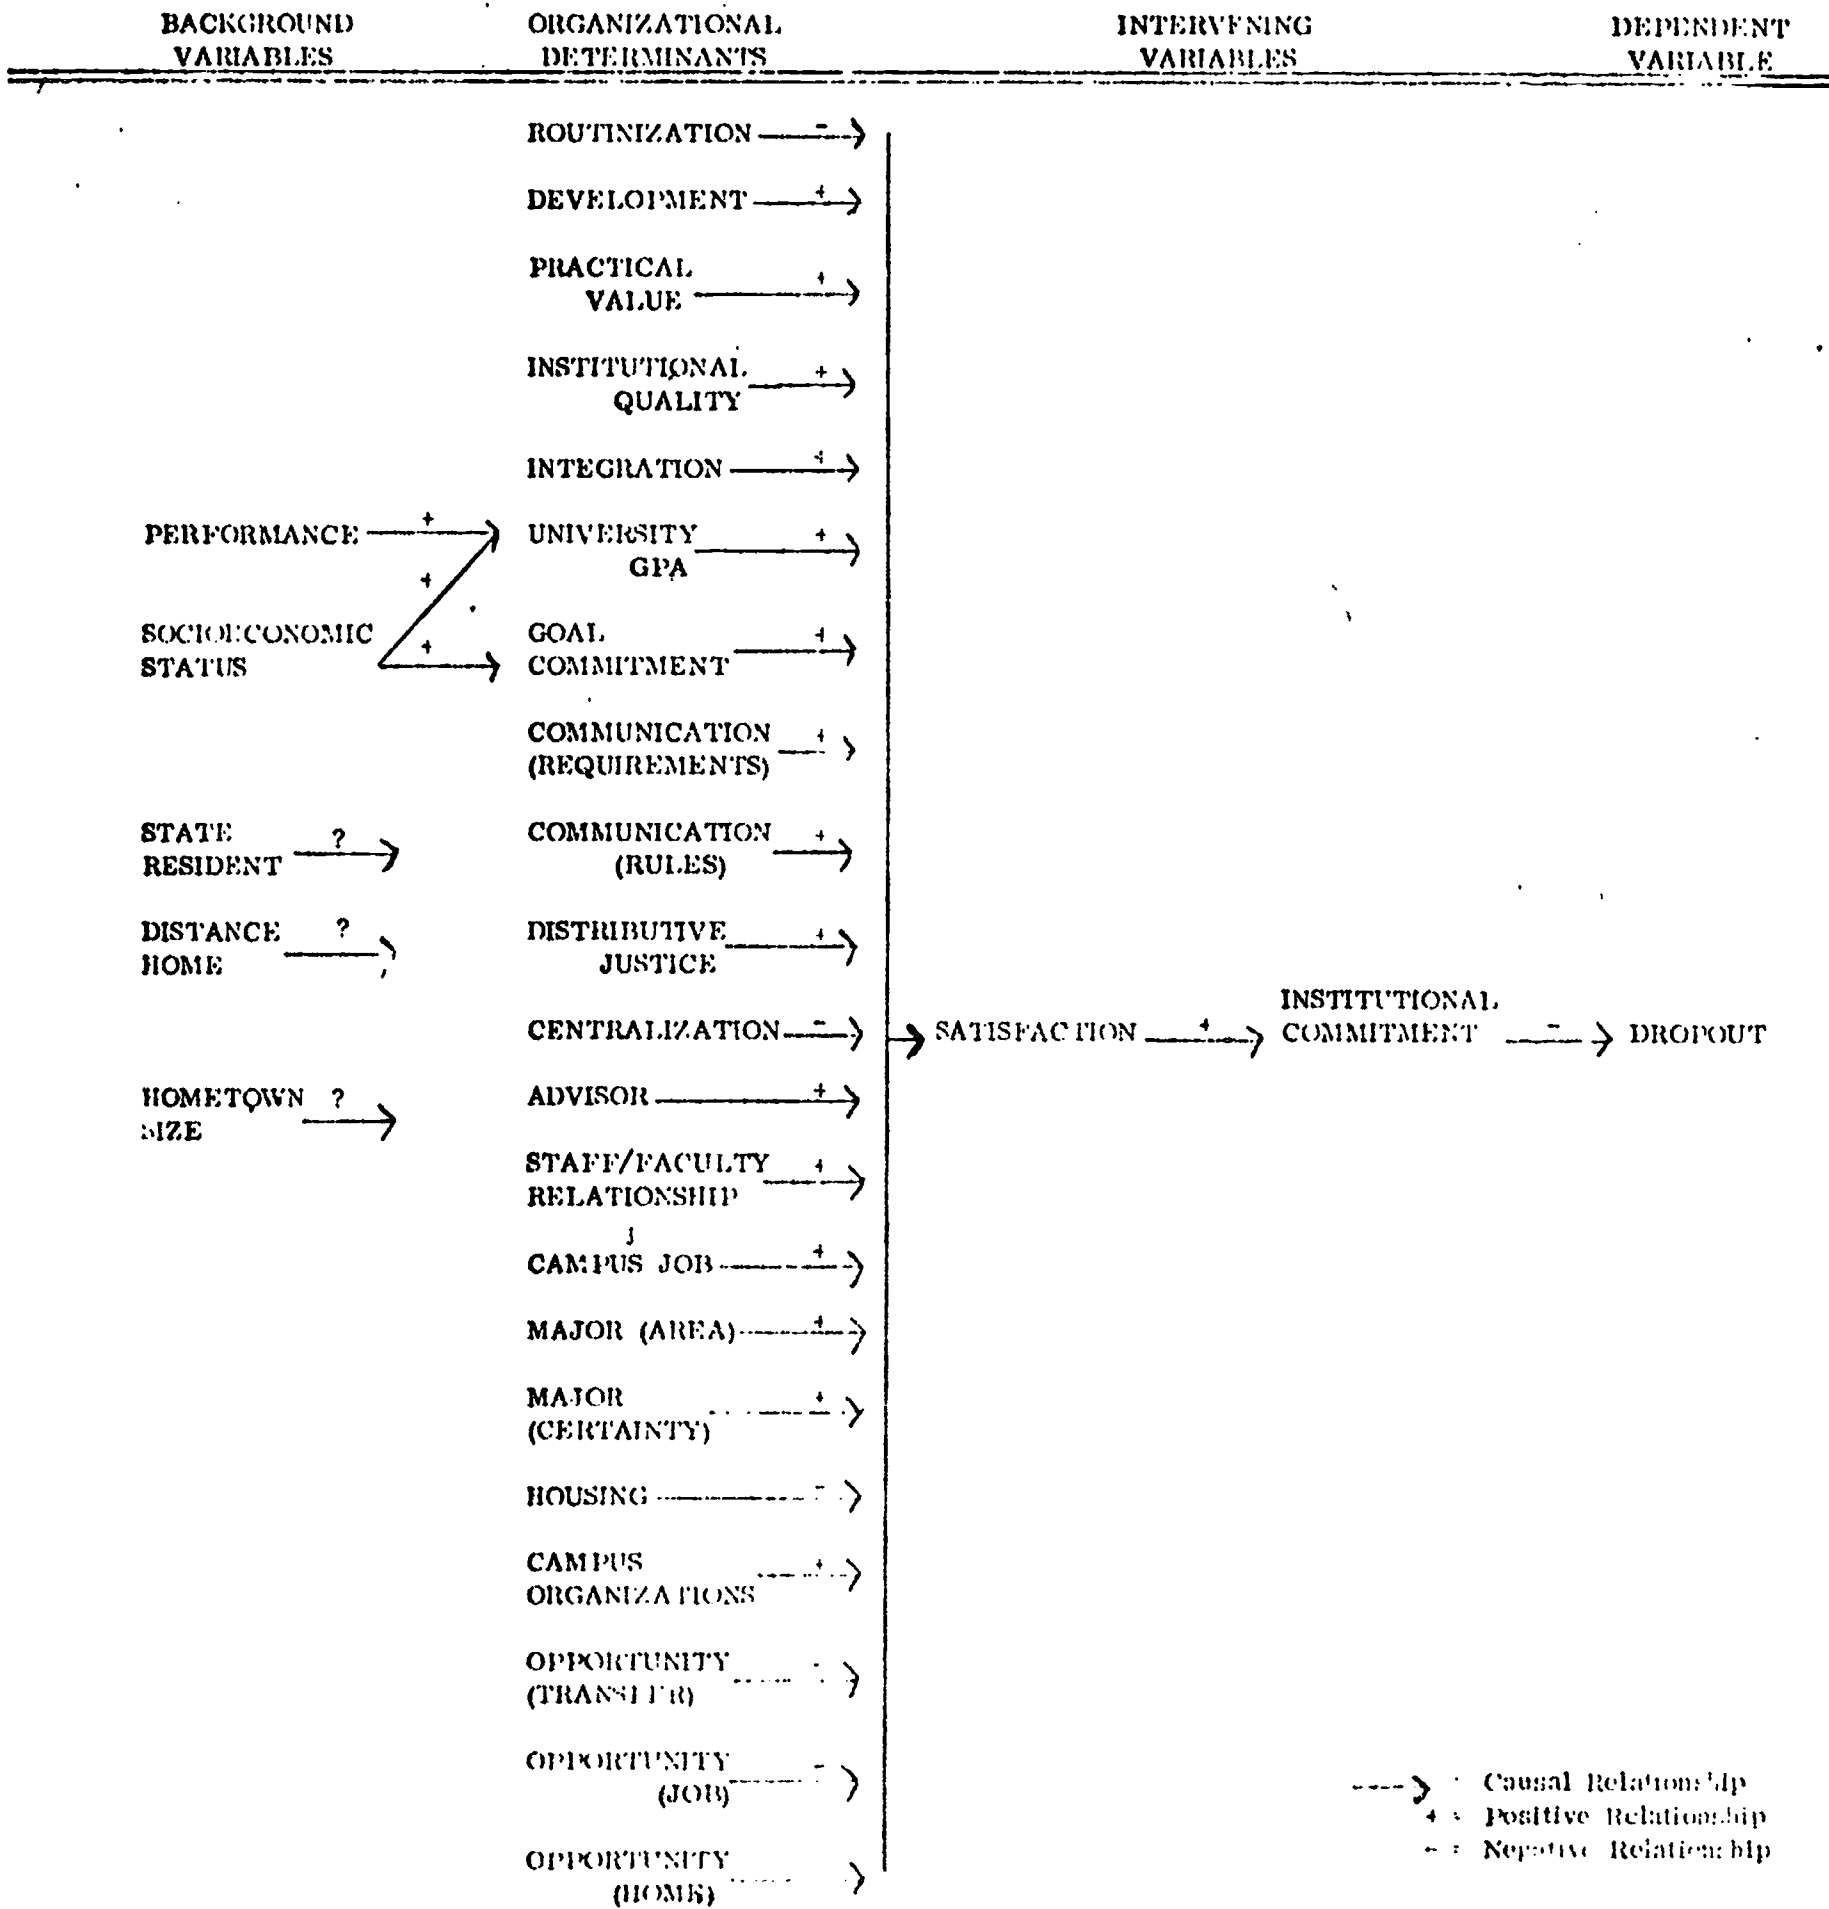 BACKGROUND
VARIABLES
ORGANIZATIONAL
DETERMINANTS
INTERVENING
VARIABLES
DEPENDENT
VARIABLE
ROUTINIZATION -
DEVELOPMENT +
PRACTICAL
VALUE +
INSTITUTIONAL
QUALITY +
INTEGRATION +
PERFORMANCE +
+
UNIVERSITY
GPA +
SOCIOECONOMIC
STATUS +
GOAL
COMMITMENT +
COMMUNICATION
(REQUIREMENTS) +
STATE
RESIDENT ?
COMMUNICATION
(RULES) +
DISTANCE
HOME ?
DISTRIBUTIVE
JUSTICE +
CENTRALIZATION -
SATISFACTION +
INSTITUTIONAL
COMMITMENT -
DROPOUT
HOMETOWN
SIZE ?
ADVISOR +
STAFF/FACULTY
RELATIONSHIP +
CAMPUS JOB +
MAJOR (AREA) +
MAJOR
(CERTAINTY) +
HOUSING -
CAMPUS
ORGANIZATIONS +
OPPORTUNITY
(TRANSFER) -
OPPORTUNITY
(JOB) -
OPPORTUNITY
(HOME)
Causal Relationship
+ = Positive Relationship
- = Negative Relationship